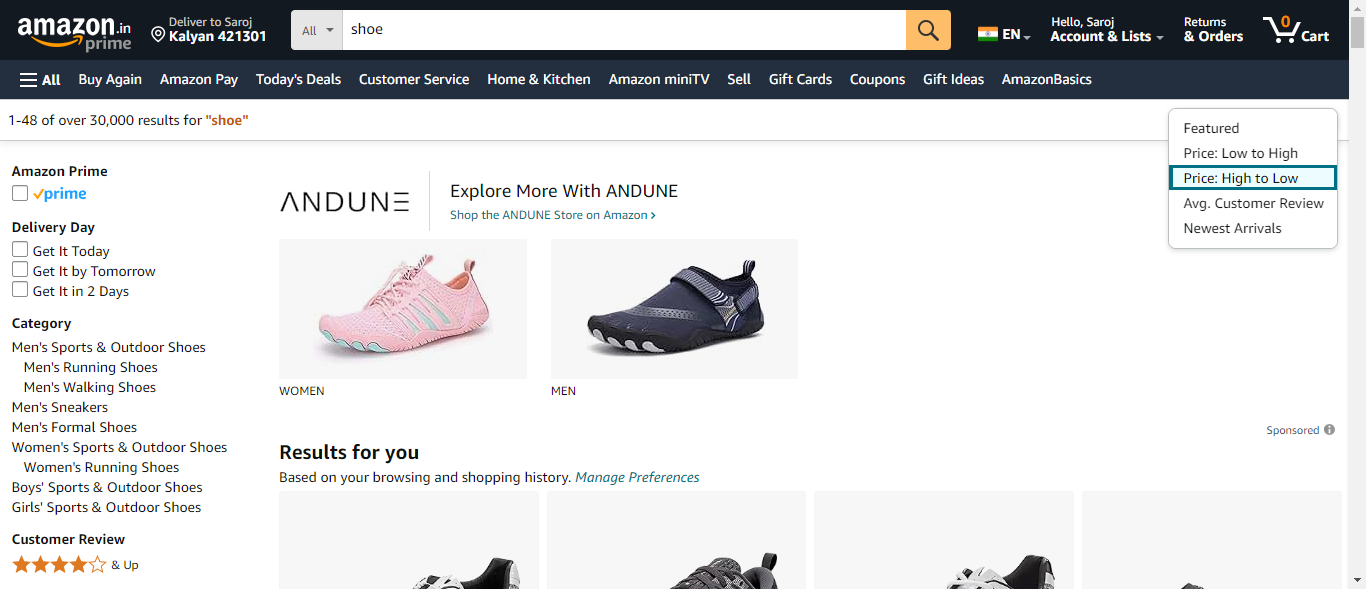 amazon.in
prime
Deliver to Saroj
Kalyan 421301
All
shoe
EN
Hello, Saroj
Account & Lists
Returns
& Orders
0
Cart
All
Buy Again
Amazon Pay
Today's Deals
Customer Service
Home & Kitchen
Amazon miniTV
Sell
Gift Cards
Coupons
Gift Ideas
AmazonBasics
1-48 of over 30,000 results for "shoe"
Featured
Price: Low to High
Price: High to Low
Avg. Customer Review
Newest Arrivals
Amazon Prime
prime
Delivery Day
Get It Today
Get It by Tomorrow
Get It in 2 Days
Category
Men's Sports & Outdoor Shoes
Men's Running Shoes
Men's Walking Shoes
Men's Sneakers
Men's Formal Shoes
Women's Sports & Outdoor Shoes
Women's Running Shoes
Boys' Sports & Outdoor Shoes
Girls' Sports & Outdoor Shoes
Customer Review
& Up
ANDUNE
Explore More With ANDUNE
Shop the ANDUNE Store on Amazon ›
WOMEN
MEN
Sponsored
Results for you
Based on your browsing and shopping history. Manage Preferences